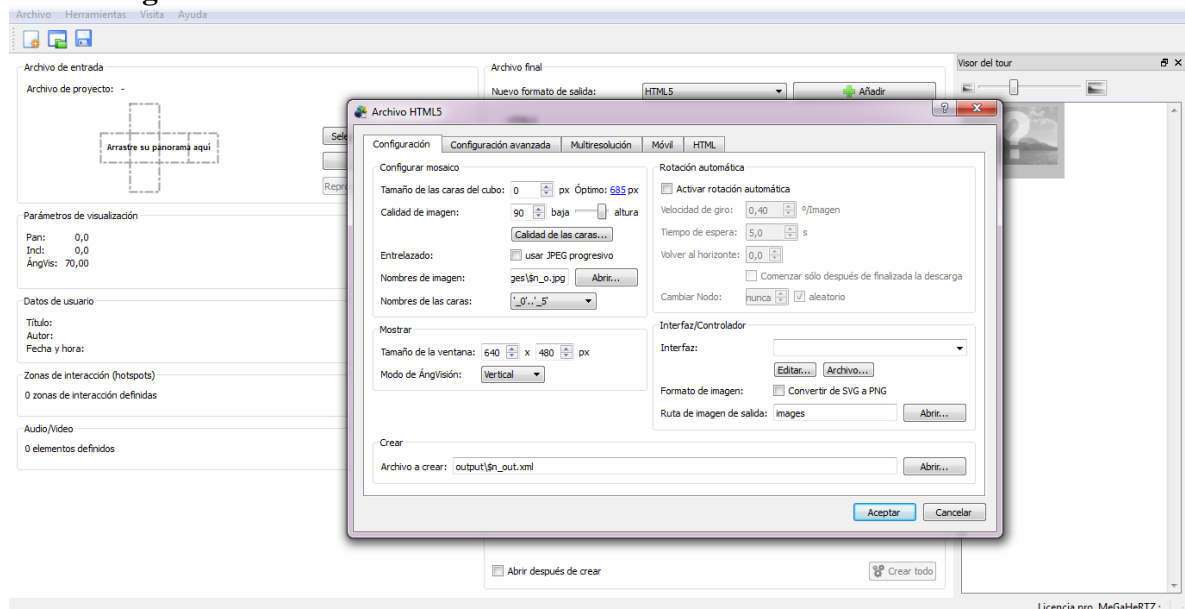 Archivo Herramientas Visita Ayuda
Archivo de entrada
Archivo de proyecto: -
Arrastre su panorama aquí
Parámetros de visualización
Pan: 0,0
Incl: 0,0
ÁngVis: 70,00
Datos de usuario
Título:
Autor:
Fecha y hora:
Zonas de interacción (hotspots)
0 zonas de interacción definidas
Audio/Video
0 elementos definidos
Archivo final
Nuevo formato de salida: HTML5 Añadir
Visor del tour
Archivo HTML5
Configuración Configuración avanzada Multiresolución Móvil HTML
Configurar mosaico
Tamaño de las caras del cubo: 0 px Óptimo: 685 px
Calidad de imagen: 90 baja altura
Calidad de las caras...
Entrelazado: usar JPEG progresivo
Nombres de imagen: ges\$n_o.jpg Abrir...
Nombres de las caras: '_0'..'_5'
Mostrar
Tamaño de la ventana: 640 x 480 px
Modo de ÁngVisión: Vertical
Rotación automática
Activar rotación automática
Velocidad de giro: 0,40 º/Imagen
Tiempo de espera: 5,0 s
Volver al horizonte: 0,0
Comenzar sólo después de finalizada la descarga
Cambiar Nodo: nunca aleatorio
Interfaz/Controlador
Interfaz:
Editar... Archivo...
Formato de imagen: Convertir de SVG a PNG
Ruta de imagen de salida: images Abrir...
Crear
Archivo a crear: output\$n_out.xml Abrir...
Aceptar Cancelar
Abrir después de crear Crear todo
Licencia pro MeGaHeRTZ :